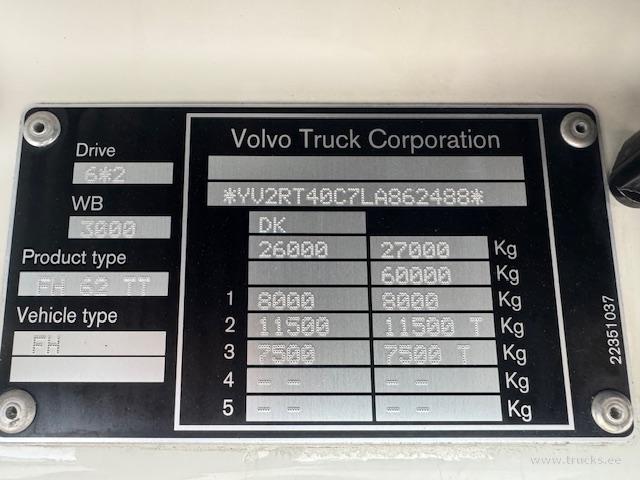 Volvo Truck Corporation
Drive
6*2
WB
3000
Product type
FH 62 TT
Vehicle type
FH
*YV2RT40C7LA862488*
DK
26000 27000 Kg
60000 Kg
1 8000 8000 Kg
2 11500 11500 T Kg
3 7500 7500 T Kg
4 -- -- Kg
5 -- -- Kg
22351037
www.trucks.ee